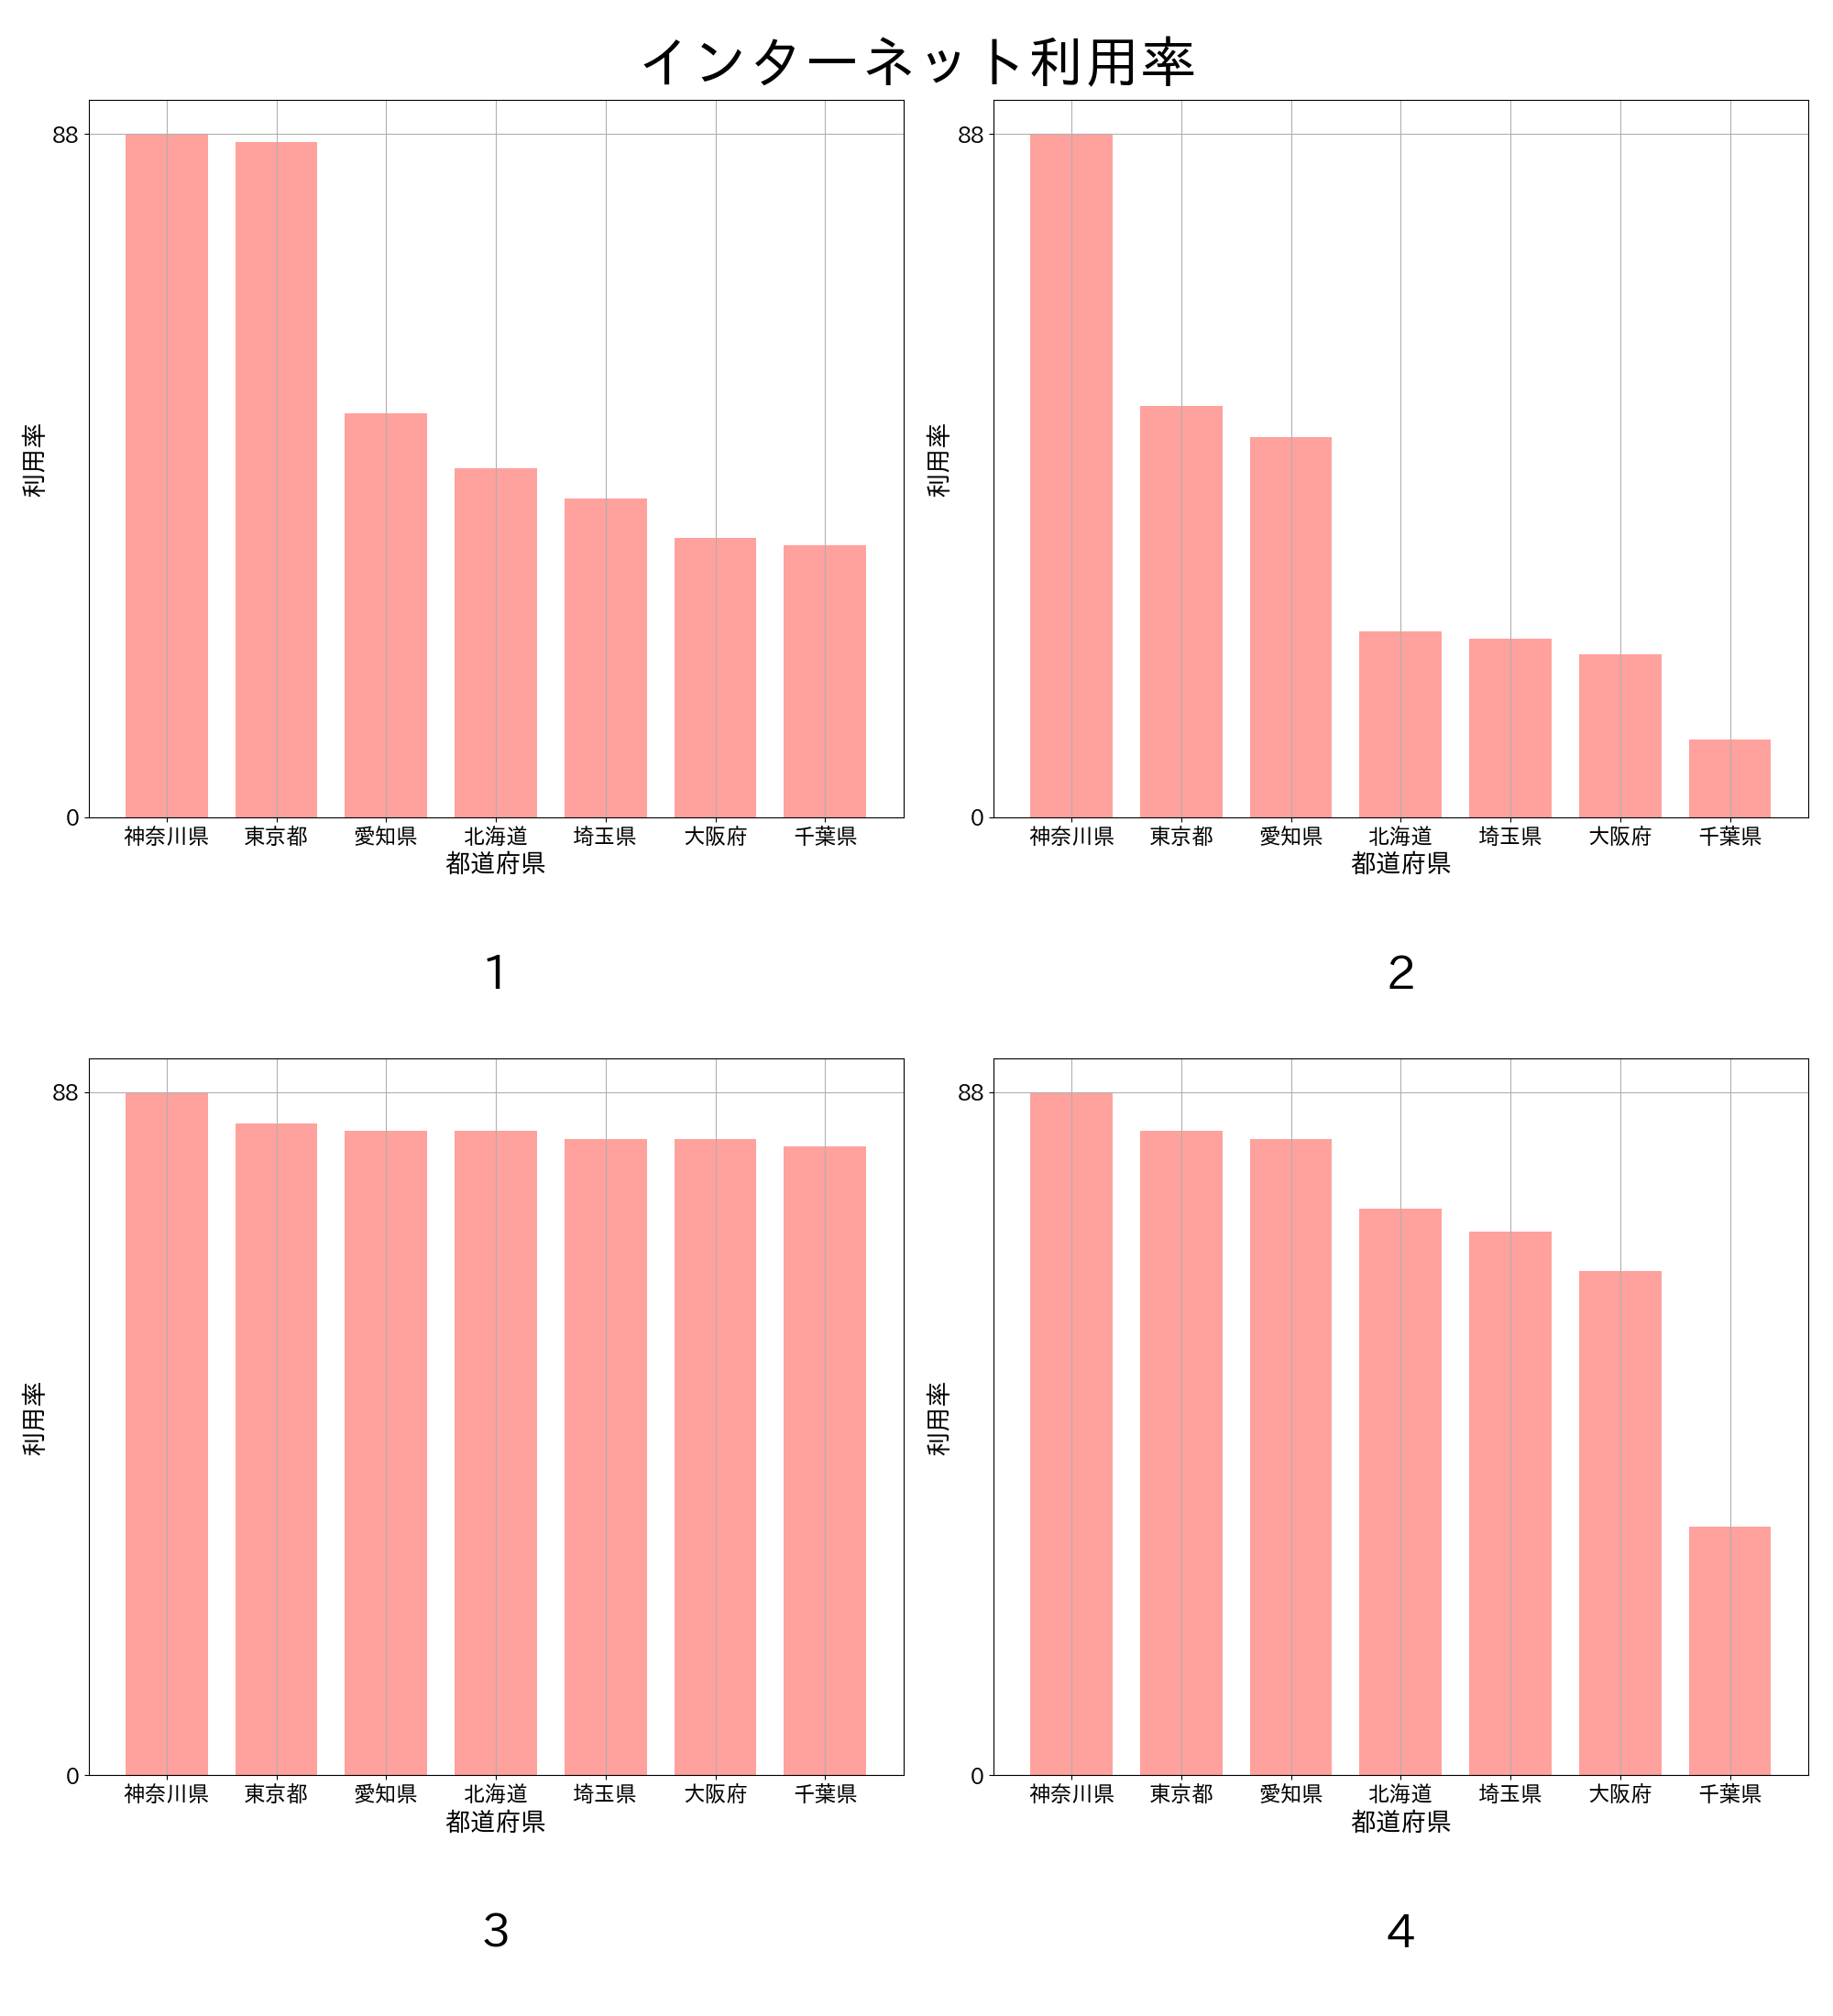 インターネット利用率
88
0
利用率
神奈川県 東京都 愛知県 北海道 埼玉県 大阪府 千葉県
都道府県
1
88
0
利用率
神奈川県 東京都 愛知県 北海道 埼玉県 大阪府 千葉県
都道府県
2
88
0
利用率
神奈川県 東京都 愛知県 北海道 埼玉県 大阪府 千葉県
都道府県
3
88
0
利用率
神奈川県 東京都 愛知県 北海道 埼玉県 大阪府 千葉県
都道府県
4